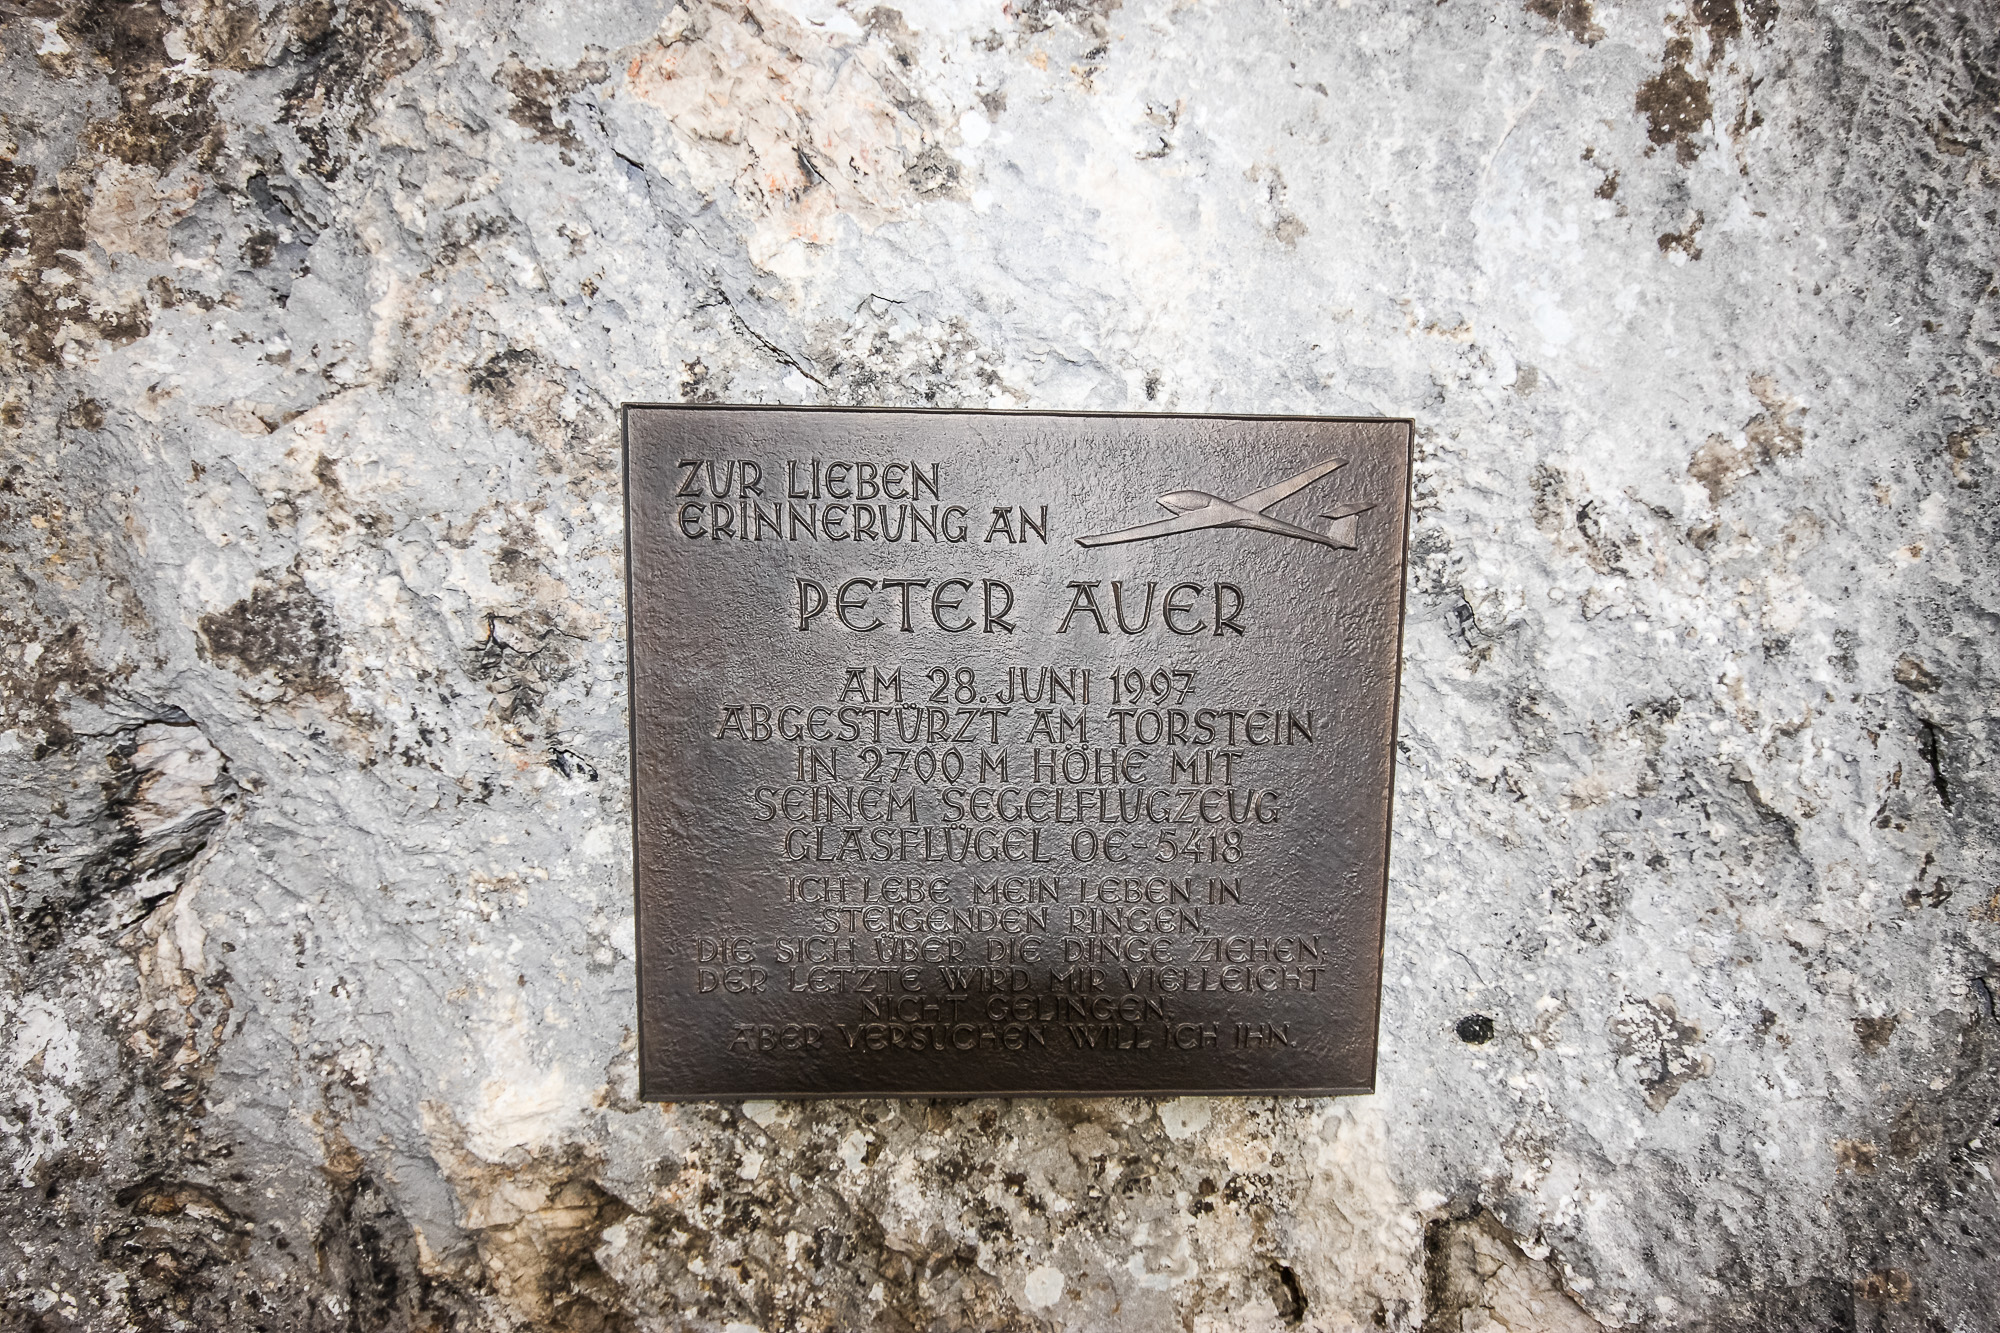 ZUR LIEBEN
ERINNERUNG AN
PETER AUER
AM 28. JUNI 1997
ABGESTÜRZT AM TORSTEIN
IN 2700 M HÖHE MIT
SEINEM SEGELFLUGZEUG
GLASFLÜGEL OE-5418
ICH LEBE MEIN LEBEN IN
STEIGENDEN RINGEN,
DIE SICH ÜBER DIE DINGE ZIEHEN;
DER LETZTE WIRD MIR VIELLEICHT
NICHT GELINGEN,
ABER VERSUCHEN WILL ICH IHN.